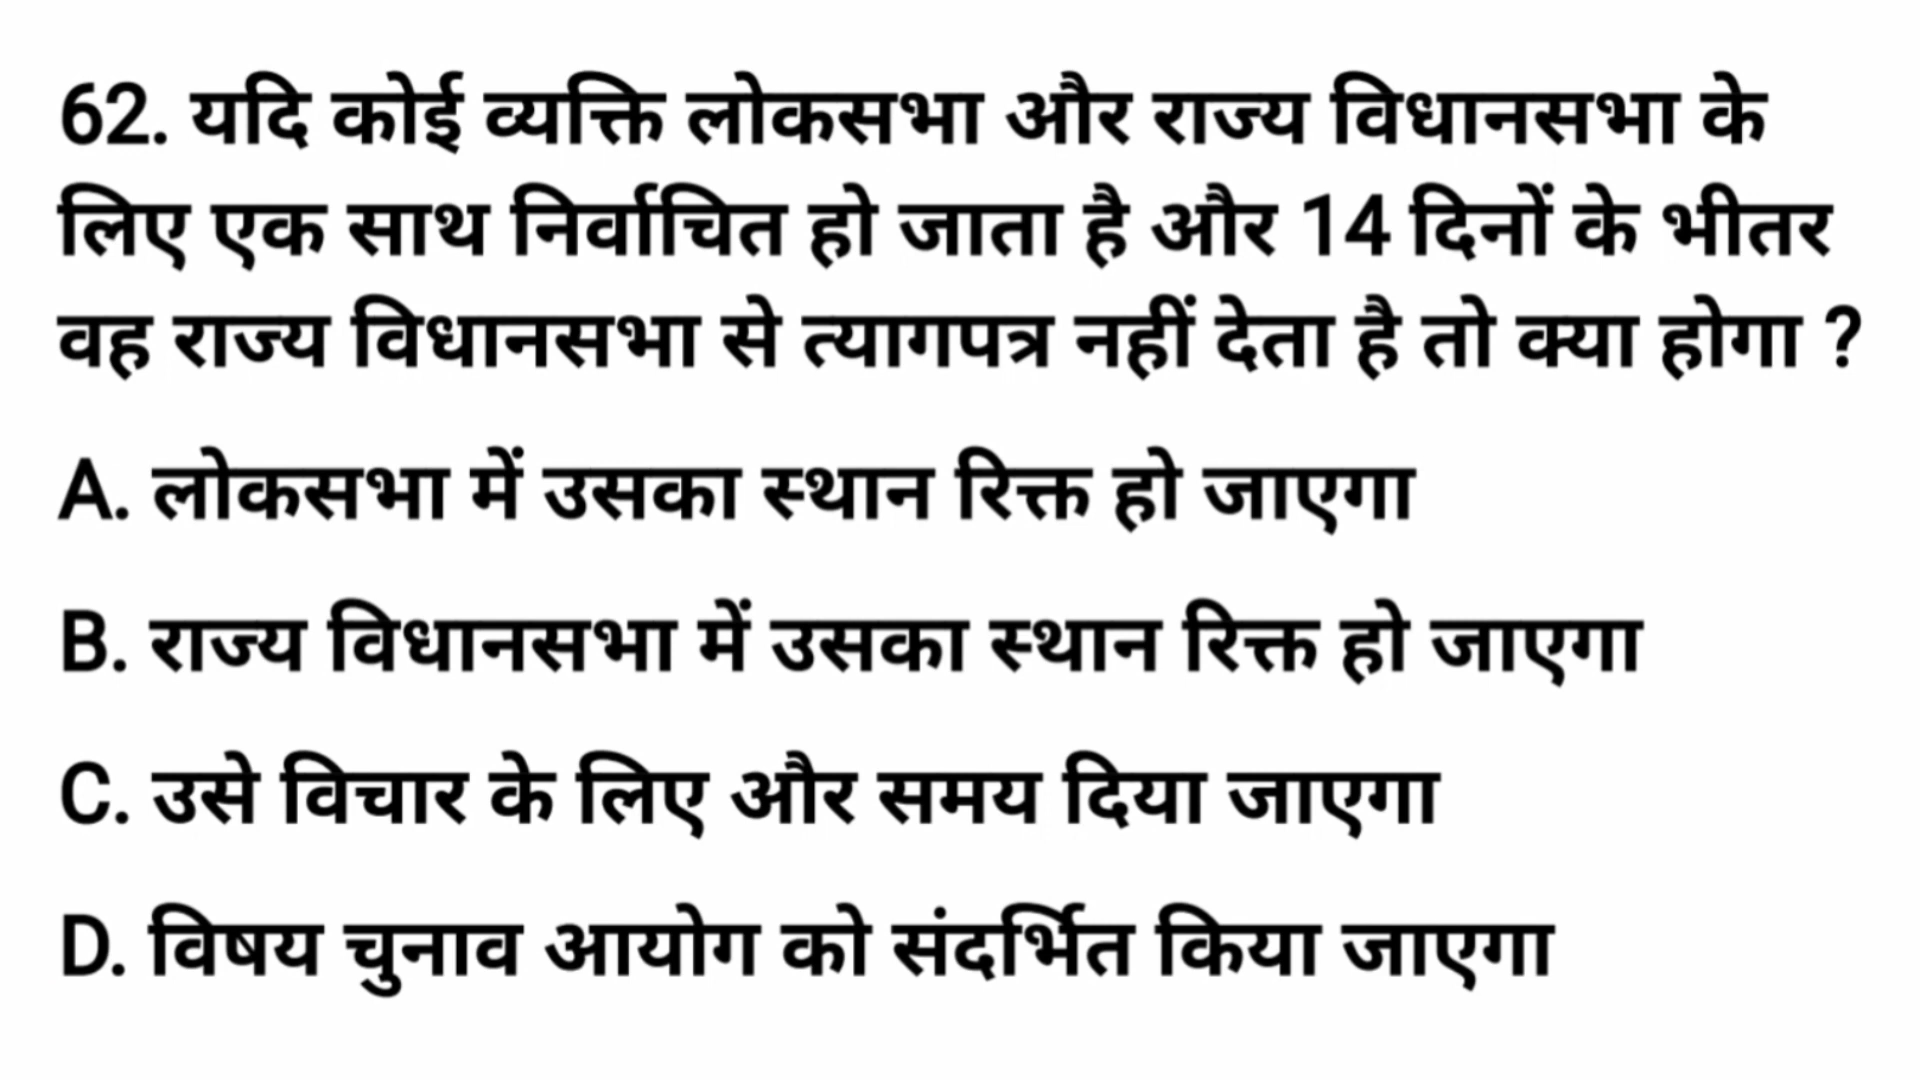 62. यदि कोई व्यक्ति लोकसभा और राज्य विधानसभा के
लिए एक साथ निर्वाचित हो जाता है और 14 दिनों के भीतर
वह राज्य विधानसभा से त्यागपत्र नहीं देता है तो क्या होगा ?
A. लोकसभा में उसका स्थान रिक्त हो जाएगा
B. राज्य विधानसभा में उसका स्थान रिक्त हो जाएगा
C. उसे विचार के लिए और समय दिया जाएगा
D. विषय चुनाव आयोग को संदर्भित किया जाएगा